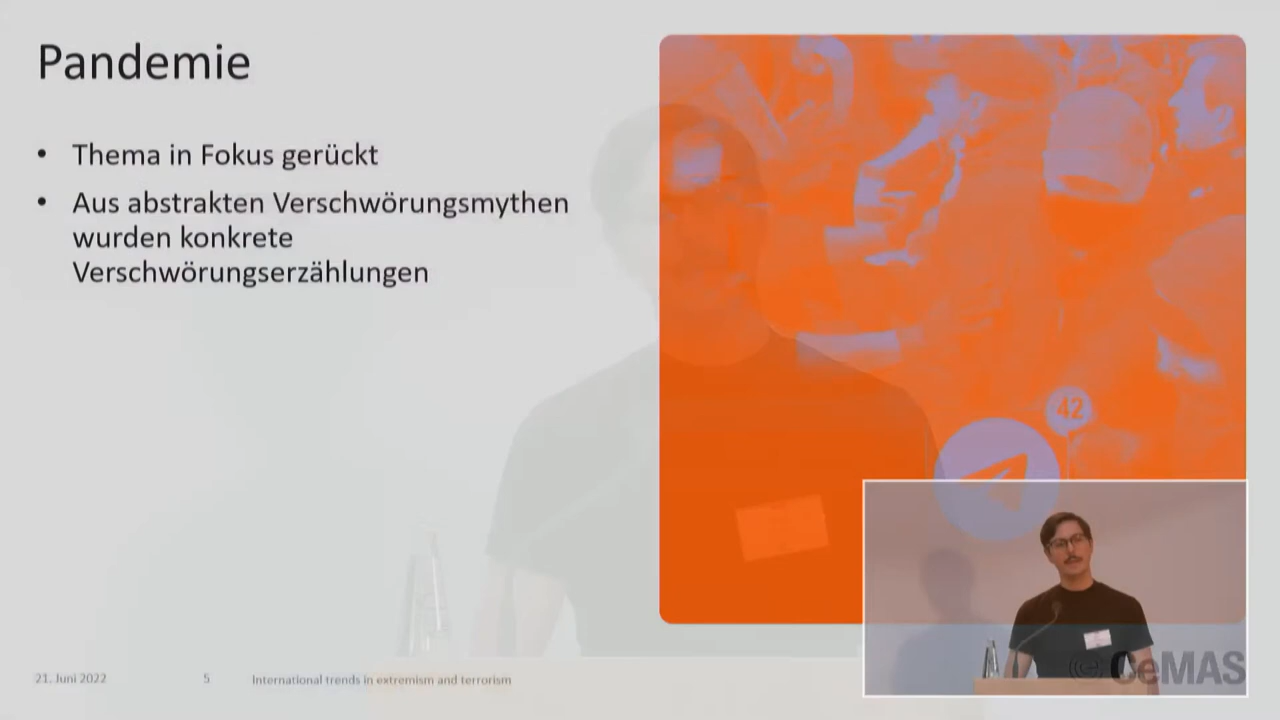 Pandemie
• Thema in Fokus gerückt
• Aus abstrakten Verschwörungsmythen
wurden konkrete
Verschwörungserzählungen
42
21. Juni 2022
5
International trends in extremism and terrorism
CeMAS